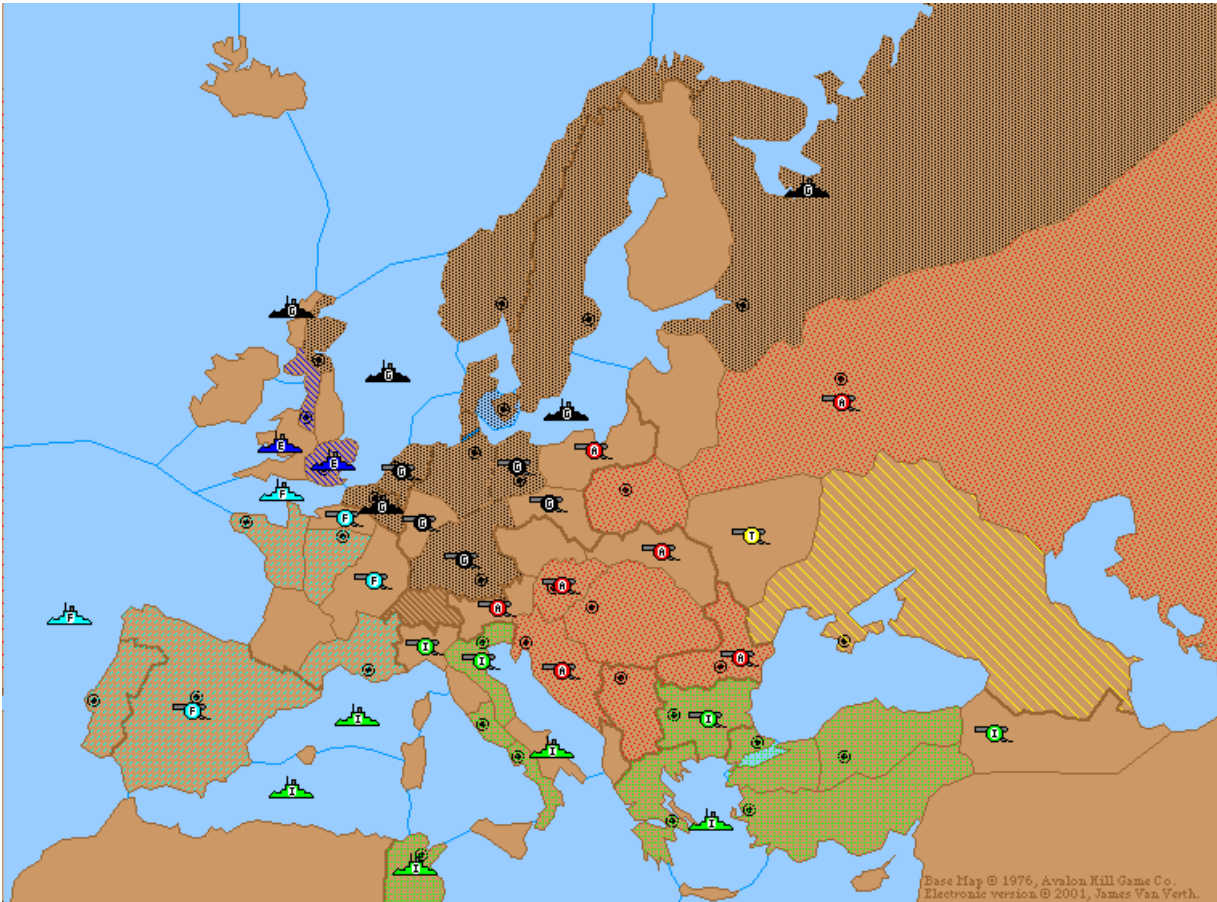 G
G
G
A
G
E
A
E
G
G
F
G
G
F
G
T
A
G
F
A
A
F
I
A
I
A
F
I
I
I
I
I
I
I
Base Map © 1976, Avalon Hill Game Co.
Electronic version © 2001, James Van Verth.